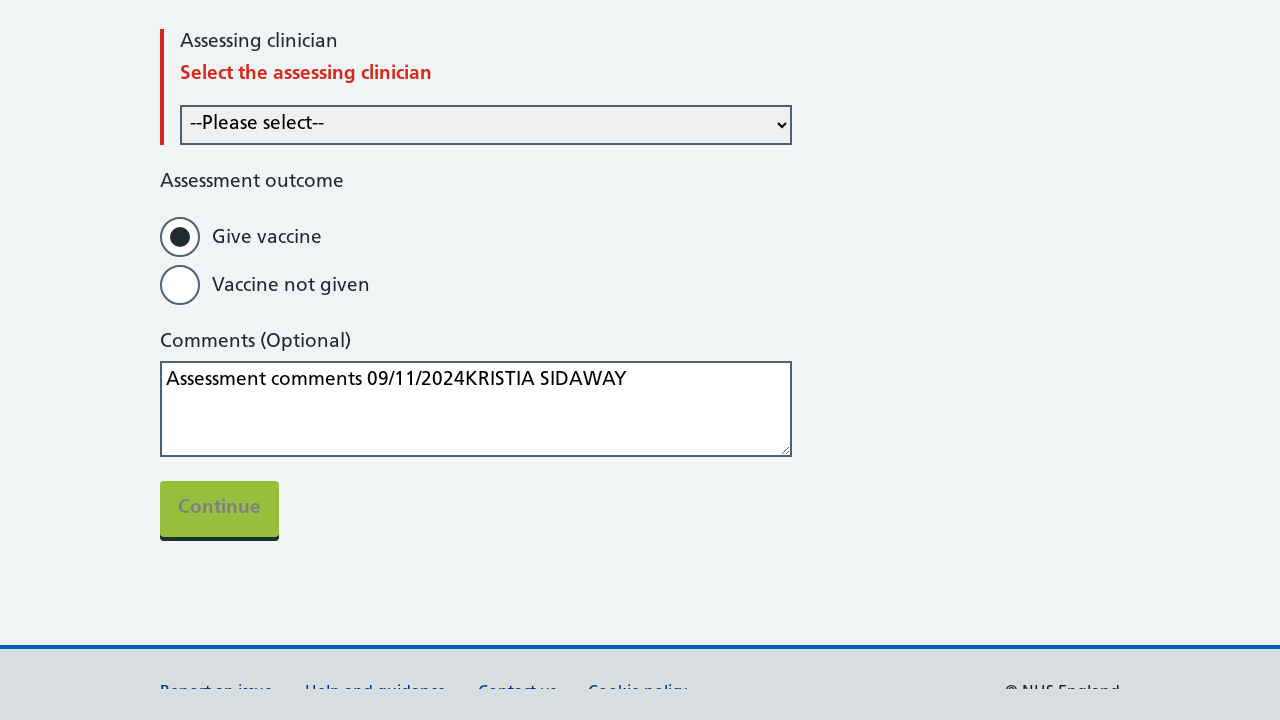 Assessing clinician
Select the assessing clinician
--Please select--
Assessment outcome
Give vaccine
Vaccine not given
Comments (Optional)
Assessment comments 09/11/2024KRISTIA SIDAWAY
Continue
Report an issue Help and guidance Contact us Cookie policy © NHS England